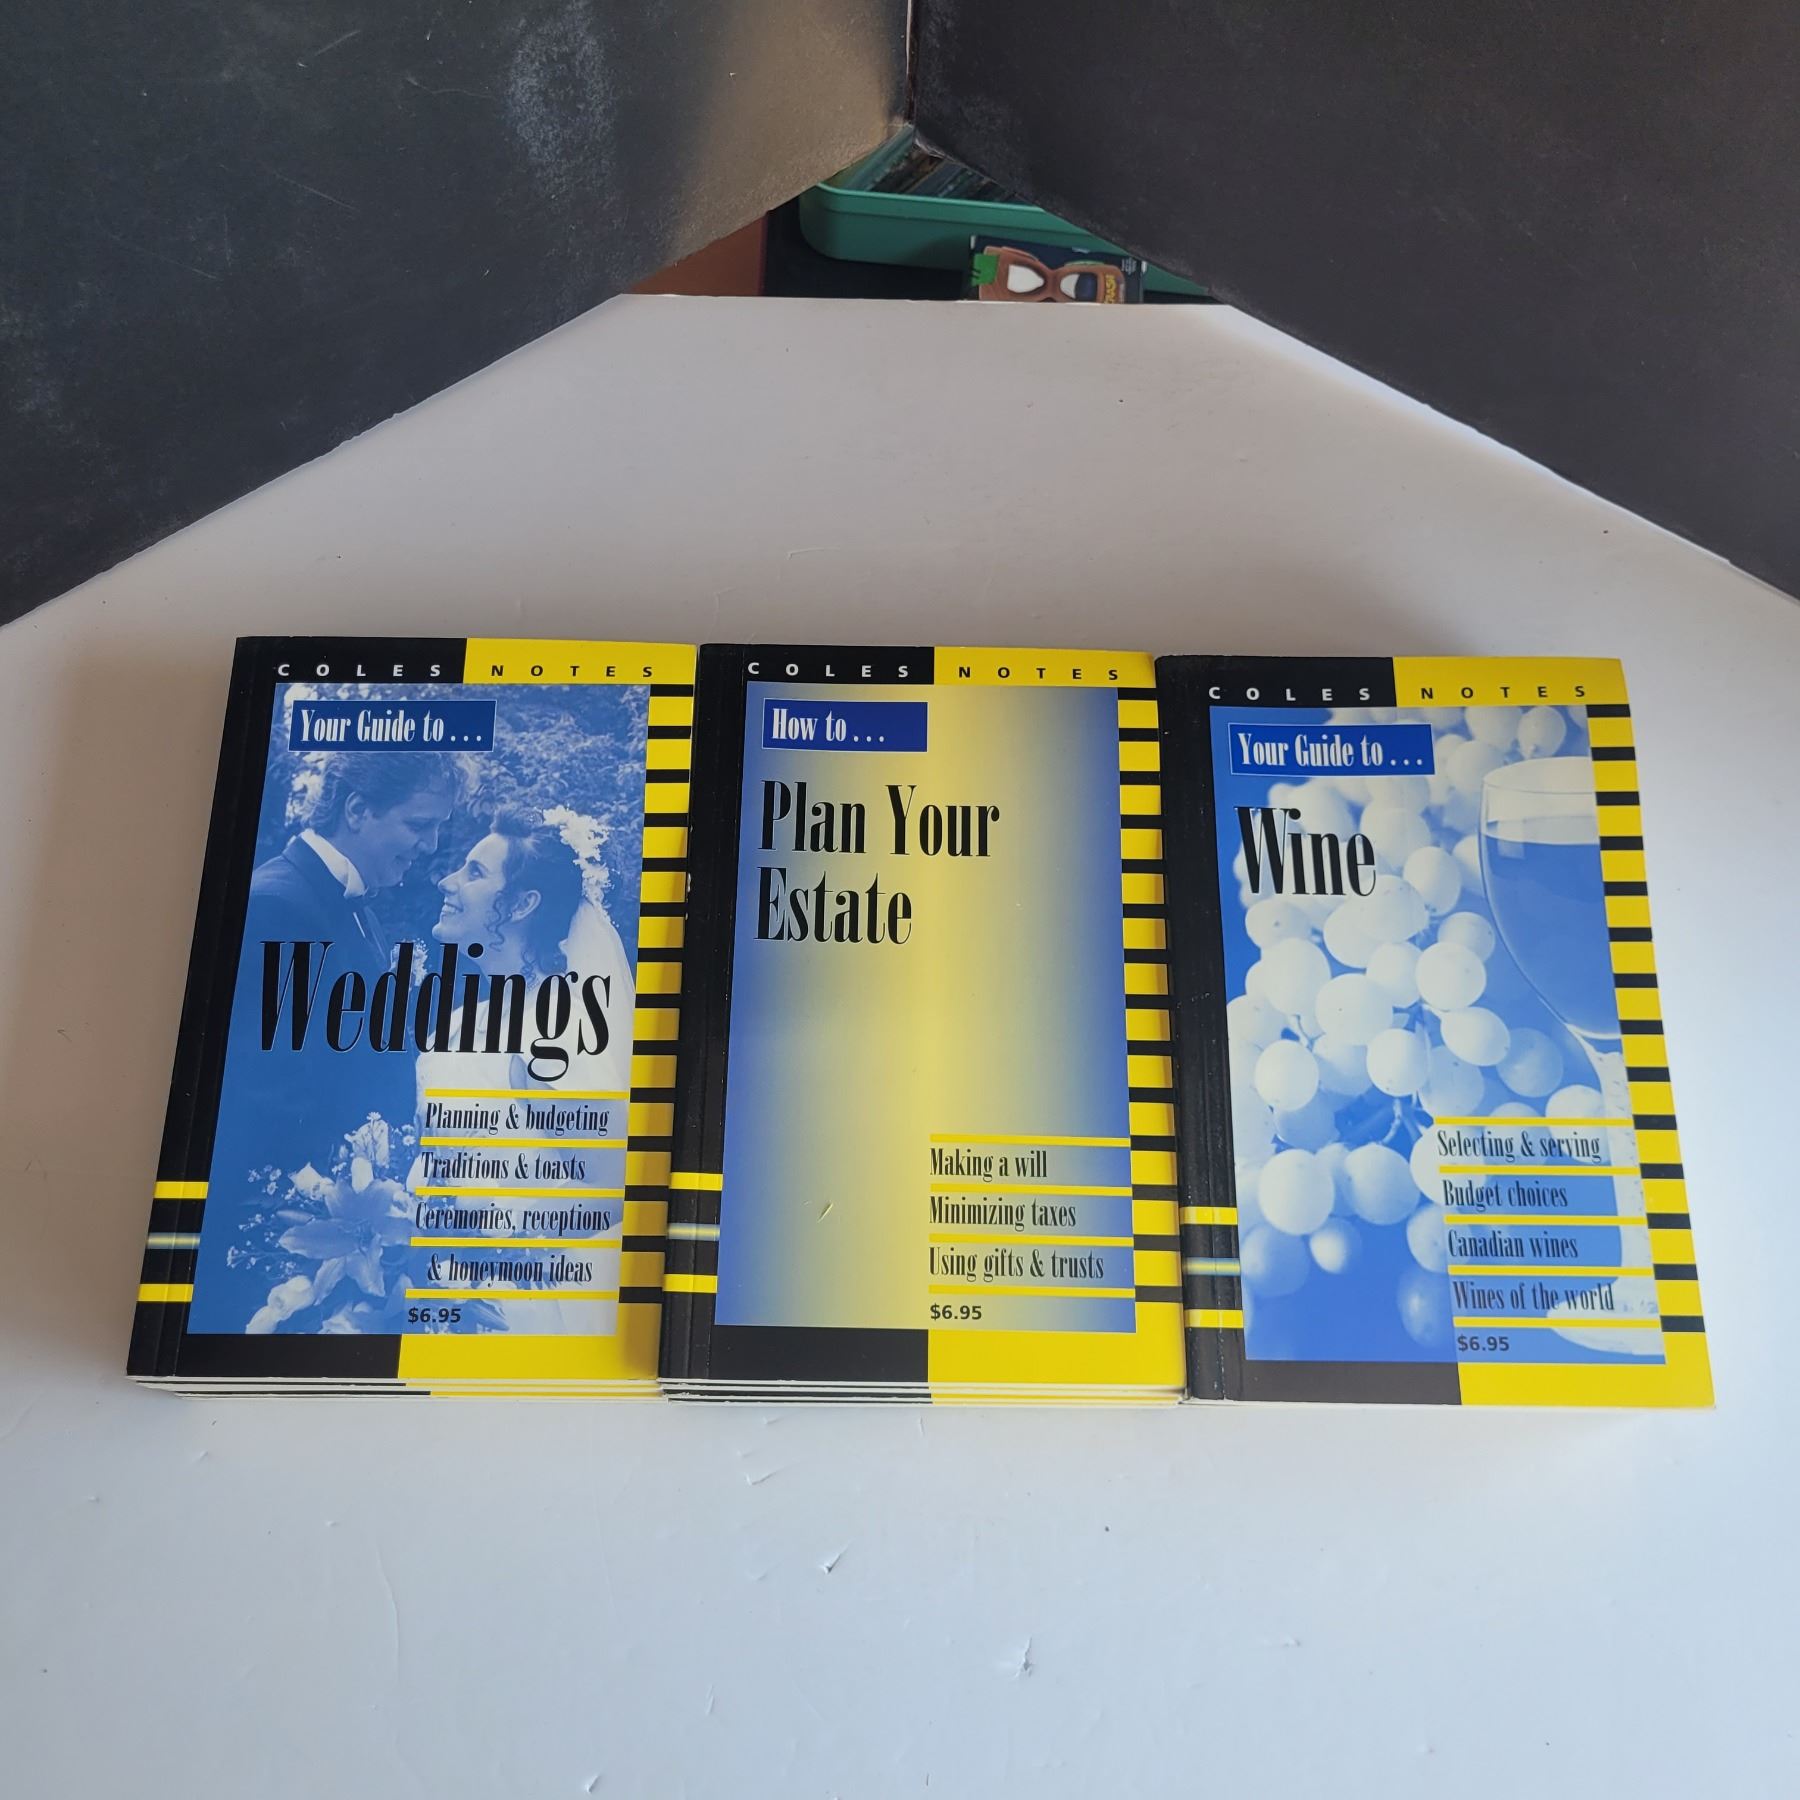 COLES NOTES
Your Guide to...
Weddings
Planning & budgeting
Traditions & toasts
Ceremonies, receptions
& honeymoon ideas
$6.95
COLES NOTES
How to...
Plan Your
Estate
Making a will
Minimizing taxes
Using gifts & trusts
$6.95
COLES NOTES
Your Guide to...
Wine
Selecting & serving
Budget choices
Canadian wines
Wines of the world
$6.95